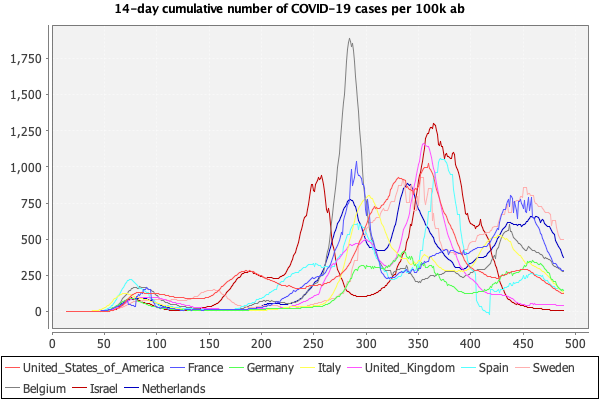 14-day cumulative number of COVID-19 cases per 100k ab
1,750
1,500
1,250
1,000
750
500
250
0
0 50 100 150 200 250 300 350 400 450 500
United_States_of_America France Germany Italy United_Kingdom Spain Sweden
Belgium Israel Netherlands